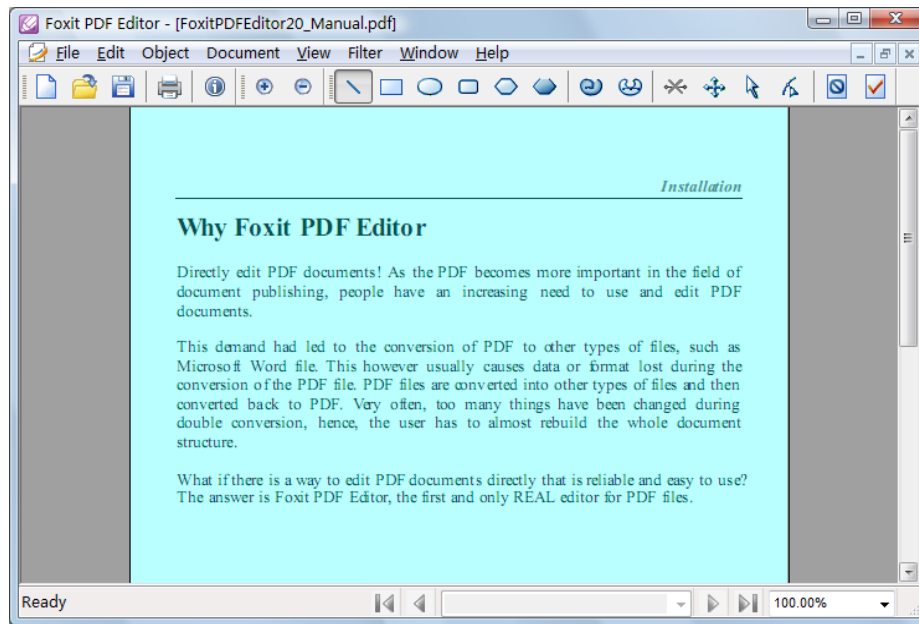 Foxit PDF Editor - [FoxitPDFEditor20_Manual.pdf]
File Edit Object Document View Filter Window Help
Installation
Why Foxit PDF Editor
Directly edit PDF documents! As the PDF becomes more important in the field of
document publishing, people have an increasing need to use and edit PDF
documents.
This demand had led to the conversion of PDF to other types of files, such as
Microsoft Word file. This however usually causes data or format lost during the
conversion of the PDF file. PDF files are converted into other types of files and then
converted back to PDF. Very often, too many things have been changed during
double conversion, hence, the user has to almost rebuild the whole document
structure.
What if there is a way to edit PDF documents directly that is reliable and easy to use?
The answer is Foxit PDF Editor, the first and only REAL editor for PDF files.
Ready 100.00%